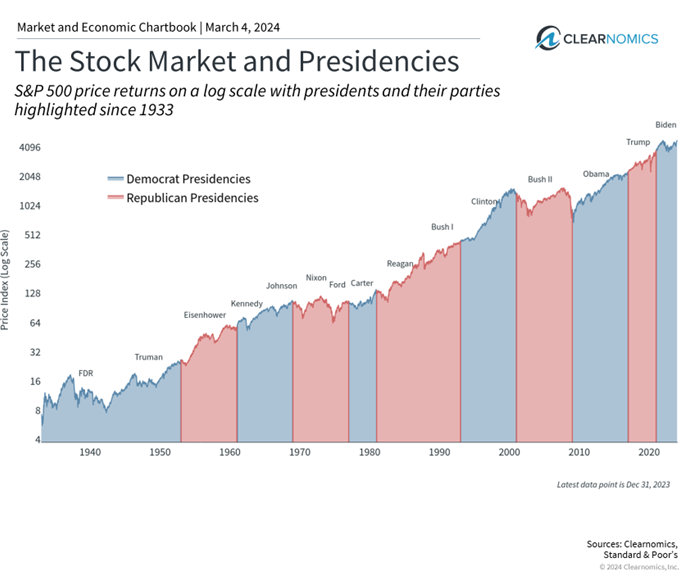 Market and Economic Chartbook | March 4, 2024
CLEARNOMICS
The Stock Market and Presidencies
S&P 500 price returns on a log scale with presidents and their parties
highlighted since 1933
Biden
Trump
4096
2048
Democrat Presidencies
Obama
Bush II
Republican Presidencies
Clinton
1024
Bush I
512
Price Index (Log Scale)
256
Reagan
Johnson
Nixon
Ford
Carter
128
Kennedy
Eisenhower
64
32
Truman
FDR
16
8
4
1940
1950
1960
1970
1980
1990
2000
2010
2020
Latest data point is Dec 31, 2023
Sources: Clearnomics,
Standard & Poor's
© 2024 Clearnomics, Inc.